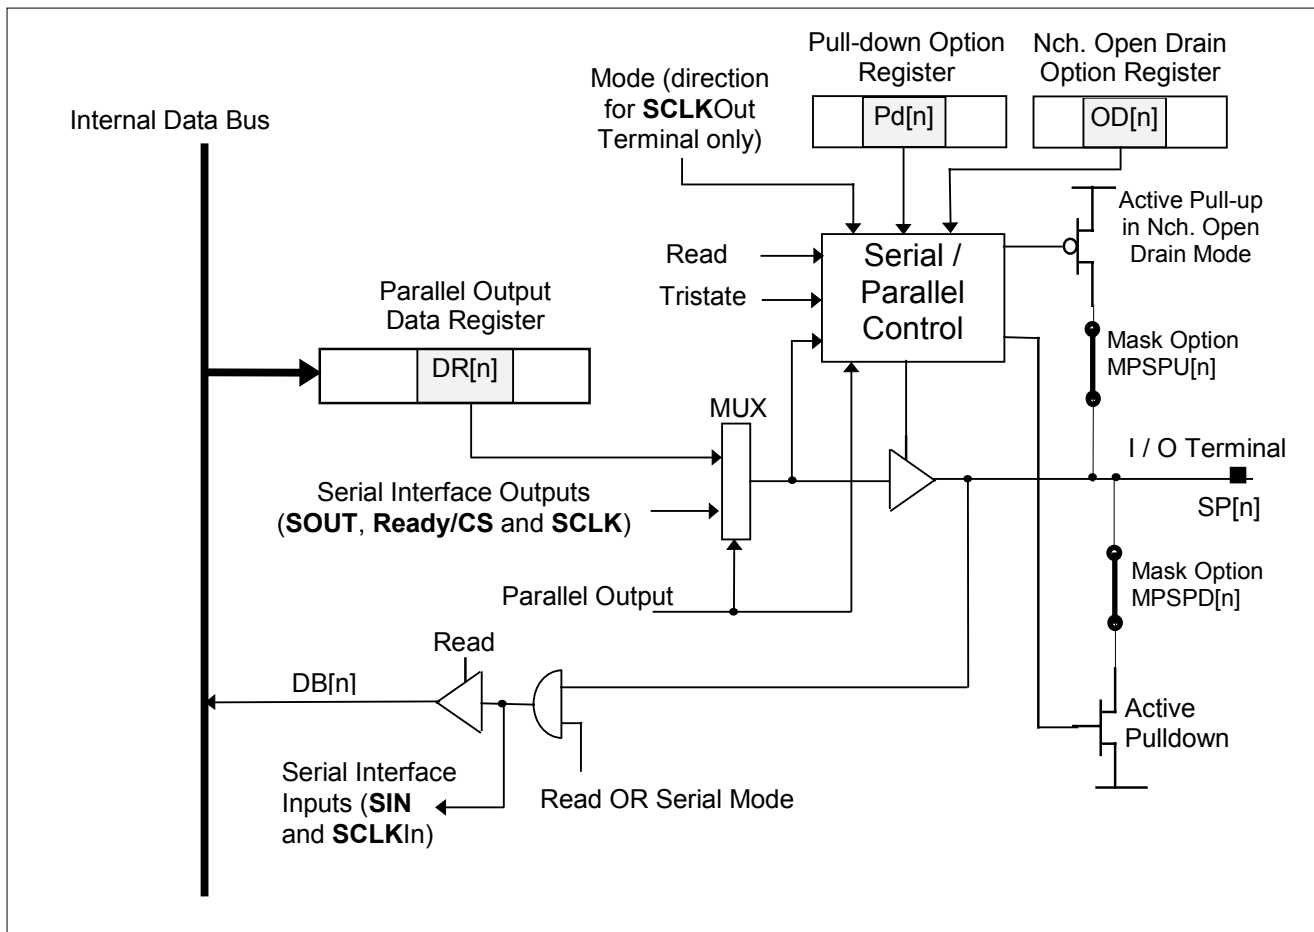 Pull-down Option
Register
Nch. Open Drain
Option Register
Mode (direction
for SCLKOut
Terminal only)
Pd[n]
OD[n]
Internal Data Bus
Active Pull-up
in Nch. Open
Drain Mode
Read
Tristate
Serial /
Parallel
Control
Parallel Output
Data Register
DR[n]
Mask Option
MPSPU[n]
MUX
I / O Terminal
SP[n]
Serial Interface Outputs
(SOUT, Ready/CS and SCLK)
Mask Option
MPSPD[n]
Parallel Output
Read
DB[n]
Active
Pulldown
Serial Interface
Inputs (SIN
and SCLKIn)
Read OR Serial Mode